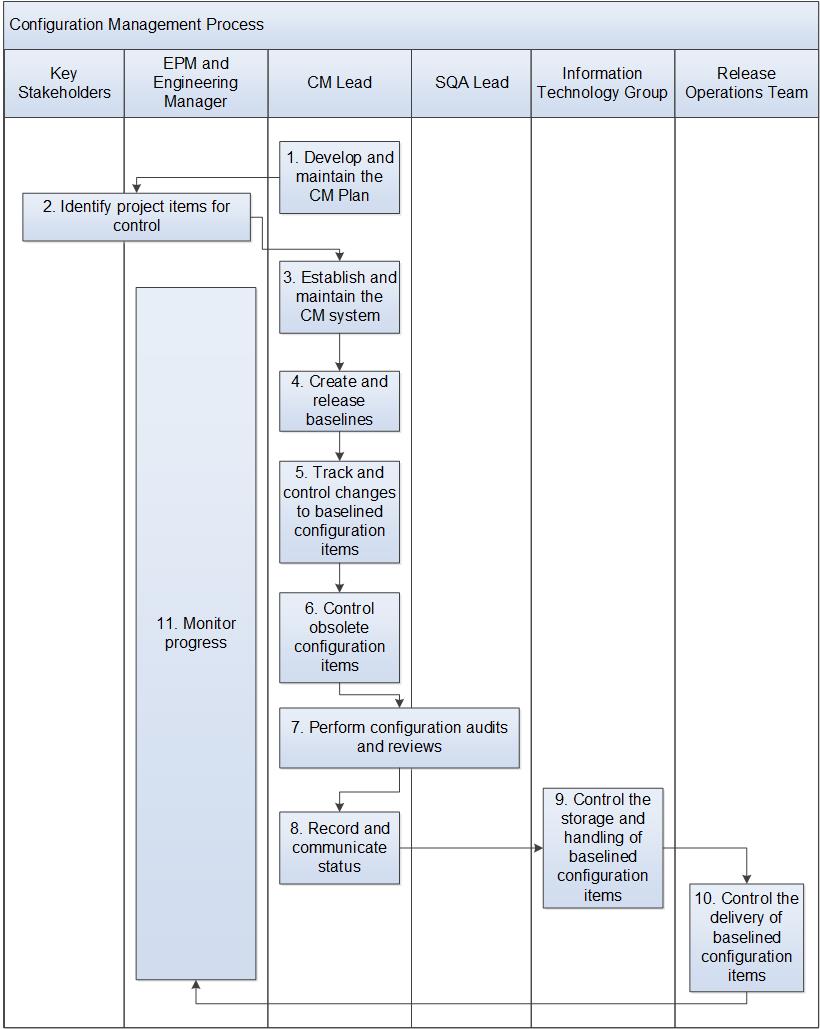 Configuration Management Process
Key
Stakeholders
EPM and
Engineering
Manager
CM Lead
SQA Lead
Information
Technology Group
Release
Operations Team
1. Develop and
maintain the
CM Plan
2. Identify project items for
control
3. Establish and
maintain the
CM system
4. Create and
release
baselines
5. Track and
control changes
to baselined
configuration
items
6. Control
obsolete
configuration
items
11. Monitor
progress
7. Perform configuration audits
and reviews
8. Record and
communicate
status
9. Control the
storage and
handling of
baselined
configuration
items
10. Control the
delivery of
baselined
configuration
items